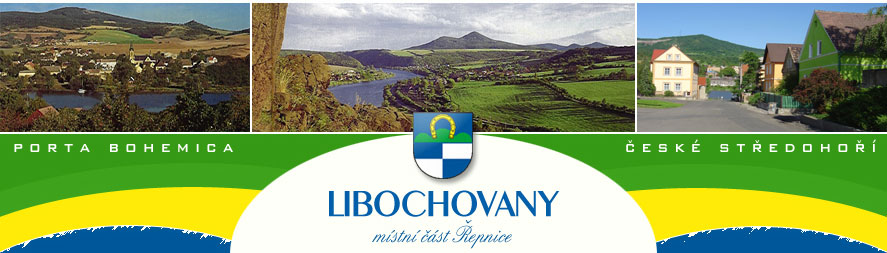 PORTA BOHEMICA
ČESKÉ STŘEDOHOŘÍ
LIBOCHOVANY
místní část Řepnice